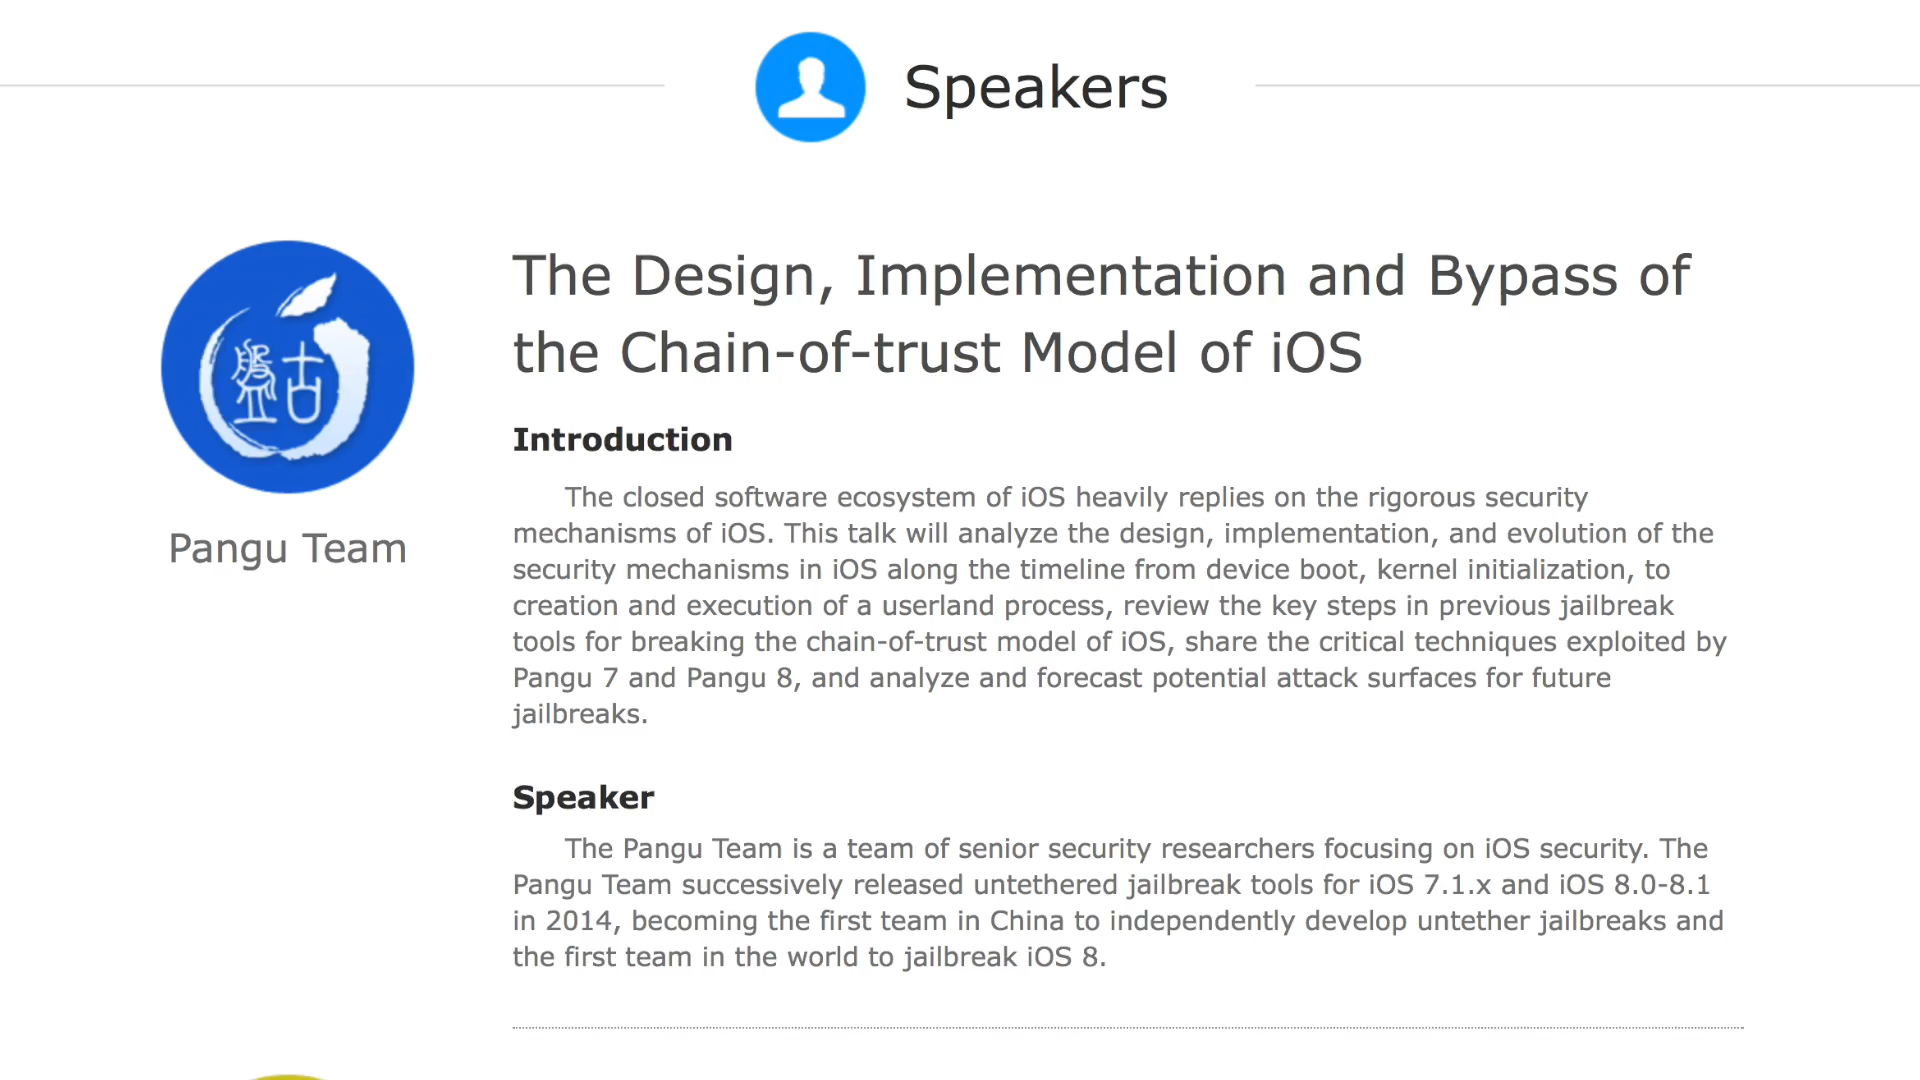 Speakers
盤古
Pangu Team
The Design, Implementation and Bypass of
the Chain-of-trust Model of iOS
Introduction
The closed software ecosystem of iOS heavily replies on the rigorous security
mechanisms of iOS. This talk will analyze the design, implementation, and evolution of the
security mechanisms in iOS along the timeline from device boot, kernel initialization, to
creation and execution of a userland process, review the key steps in previous jailbreak
tools for breaking the chain-of-trust model of iOS, share the critical techniques exploited by
Pangu 7 and Pangu 8, and analyze and forecast potential attack surfaces for future
jailbreaks.
Speaker
The Pangu Team is a team of senior security researchers focusing on iOS security. The
Pangu Team successively released untethered jailbreak tools for iOS 7.1.x and iOS 8.0-8.1
in 2014, becoming the first team in China to independently develop untether jailbreaks and
the first team in the world to jailbreak iOS 8.